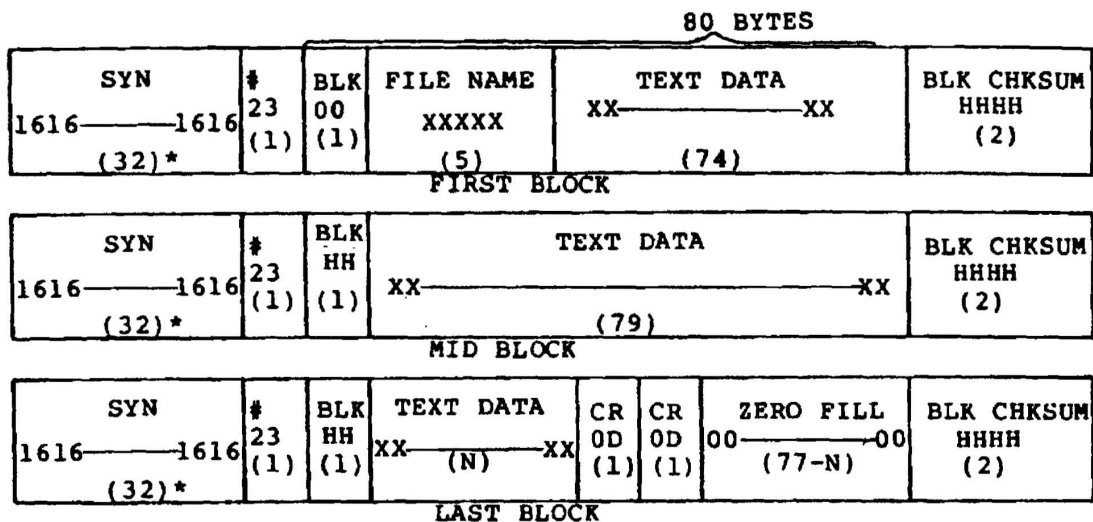 80 BYTES
SYN # BLK FILE NAME TEXT DATA BLK CHKSUM
1616——1616 23 00 XXXXX XX————XX HHHH
(32)* (1) (1) (5) (74) (2)
FIRST BLOCK
SYN # BLK TEXT DATA BLK CHKSUM
1616——1616 23 HH XX————XX HHHH
(32)* (1) (1) (79) (2)
MID BLOCK
SYN # BLK TEXT DATA CR CR ZERO FILL BLK CHKSUM
1616——1616 23 HH XX——XX 0D 0D 00——00 HHHH
(32)* (1) (1) (N) (1) (1) (77-N) (2)
LAST BLOCK